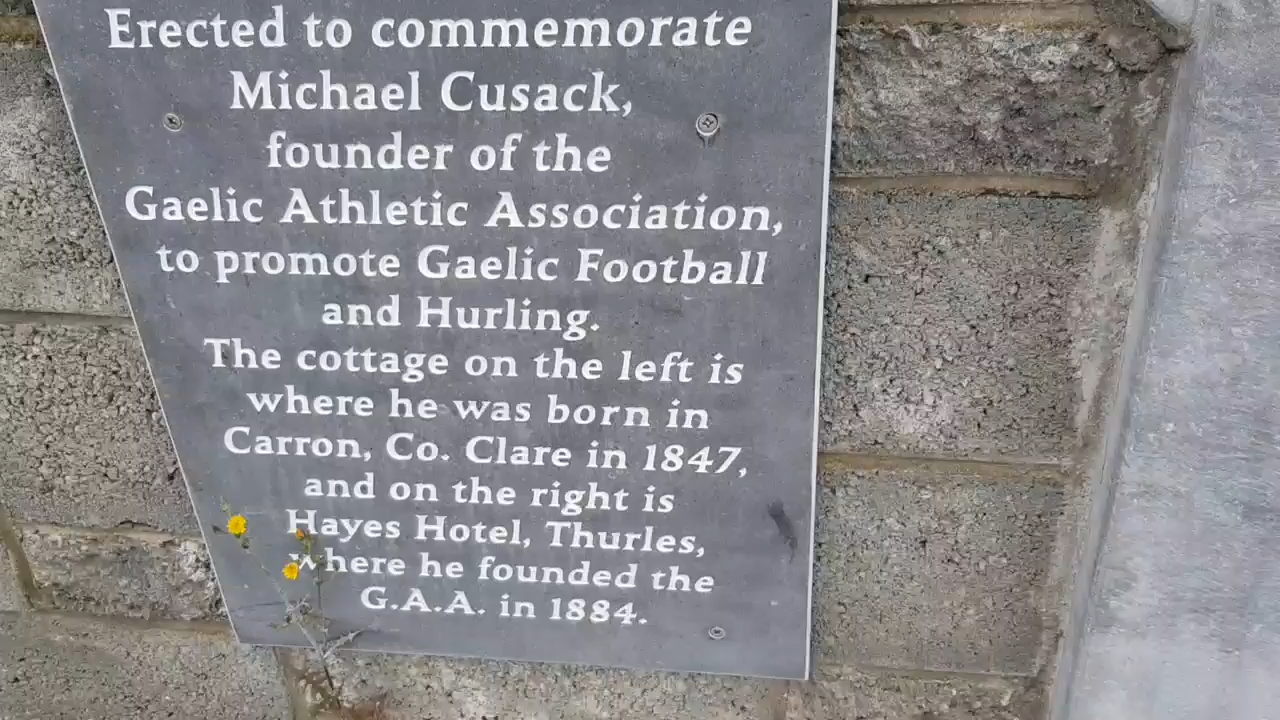 Erected to commemorate
Michael Cusack,
founder of the
Gaelic Athletic Association,
to promote Gaelic Football
and Hurling.
The cottage on the left is
where he was born in
Carron, Co. Clare in 1847,
and on the right is
Hayes Hotel, Thurles,
where he founded the
G.A.A. in 1884.